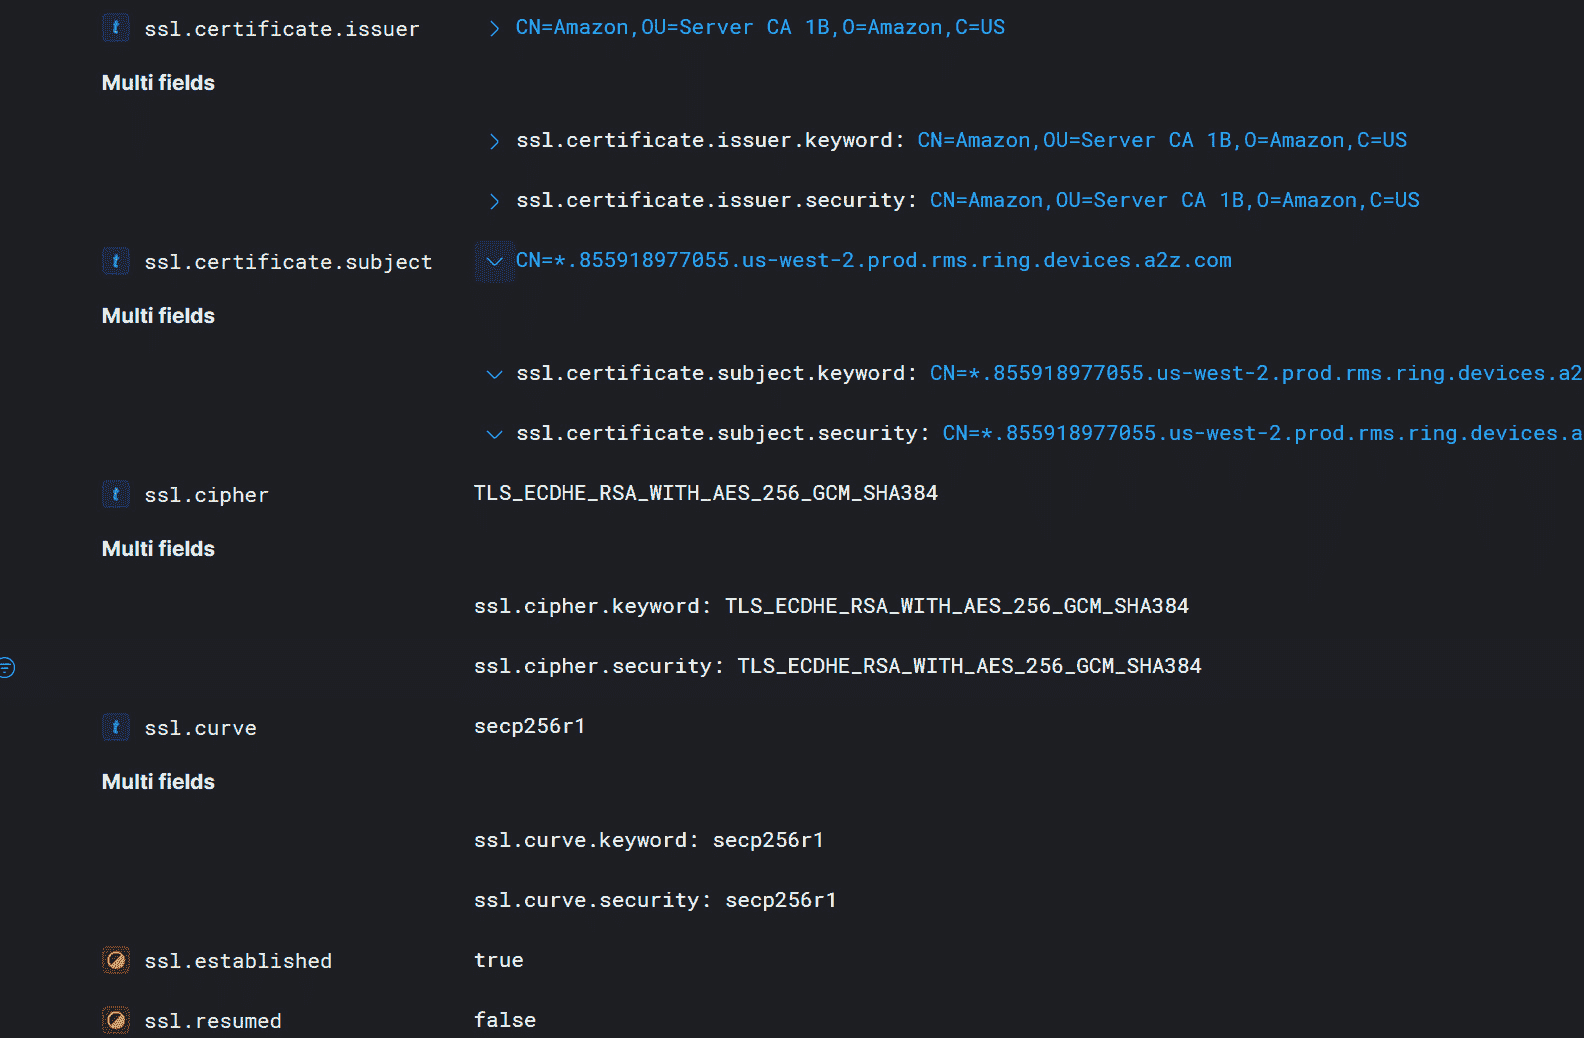 ssl.certificate.issuer CN=Amazon,OU=Server CA 1B,O=Amazon,C=US
Multi fields
ssl.certificate.issuer.keyword: CN=Amazon,OU=Server CA 1B,O=Amazon,C=US
ssl.certificate.issuer.security: CN=Amazon,OU=Server CA 1B,O=Amazon,C=US
ssl.certificate.subject CN=*.855918977055.us-west-2.prod.rms.ring.devices.a2z.com
Multi fields
ssl.certificate.subject.keyword: CN=*.855918977055.us-west-2.prod.rms.ring.devices.a2
ssl.certificate.subject.security: CN=*.855918977055.us-west-2.prod.rms.ring.devices.a
ssl.cipher TLS_ECDHE_RSA_WITH_AES_256_GCM_SHA384
Multi fields
ssl.cipher.keyword: TLS_ECDHE_RSA_WITH_AES_256_GCM_SHA384
ssl.cipher.security: TLS_ECDHE_RSA_WITH_AES_256_GCM_SHA384
ssl.curve secp256r1
Multi fields
ssl.curve.keyword: secp256r1
ssl.curve.security: secp256r1
ssl.established true
ssl.resumed false